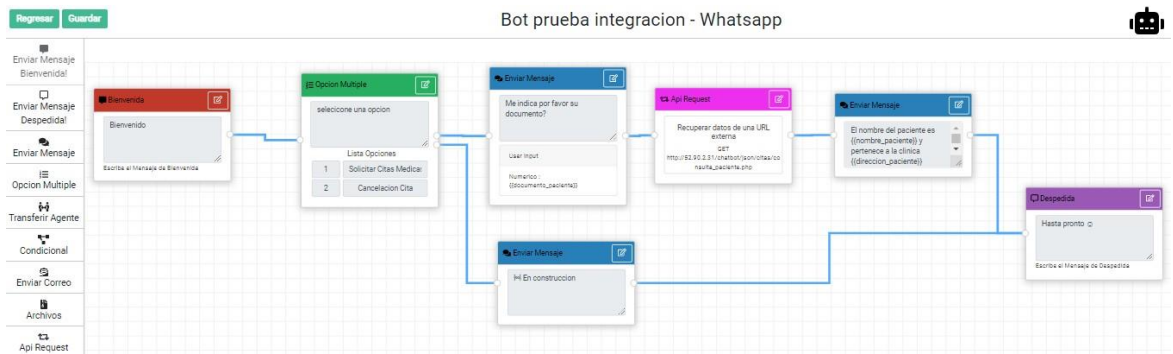 Regresar Guardar
Bot prueba integracion - Whatsapp
Enviar Mensaje
Bienvenida!
Enviar Mensaje
Despedida!
Enviar Mensaje
Opcion Multiple
Transferir Agente
Condicional
Enviar Correo
Archivos
Api Request
Bienvenida
Bienvenido
Escribe el Mensaje de Bienvenida
Opcion Multiple
selecicone una opcion
Lista Opciones
1 Solicitar Citas Medicas
2 Cancelacion Cita
Enviar Mensaje
Me indica por favor su
documento?
User Input
Numerico :
{{documento_paciente}}
Api Request
Recuperar datos de una URL
externa
GET
http://52.90.2.31/chatbot/json/citas/co
nsulta_paciente.php
Enviar Mensaje
El nombre del paciente es
{{nombre_paciente}} y
pertenece a la clinica
{{direccion_paciente}}
Enviar Mensaje
En construccion
Despedida
Hasta pronto ☺
Escribe el Mensaje de Despedida